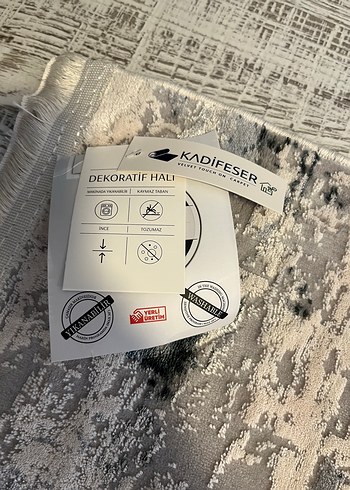 KADİFESER
VELVET TOUCH ON CARPET
DEKORATİF HALI
MAKİNADA YIKANABİLİR
KAYMAZ TABAN
İNCE
TOZUMAZ
YIKANABİLİR
YERLİ
ÜRETİM
WASHABLE